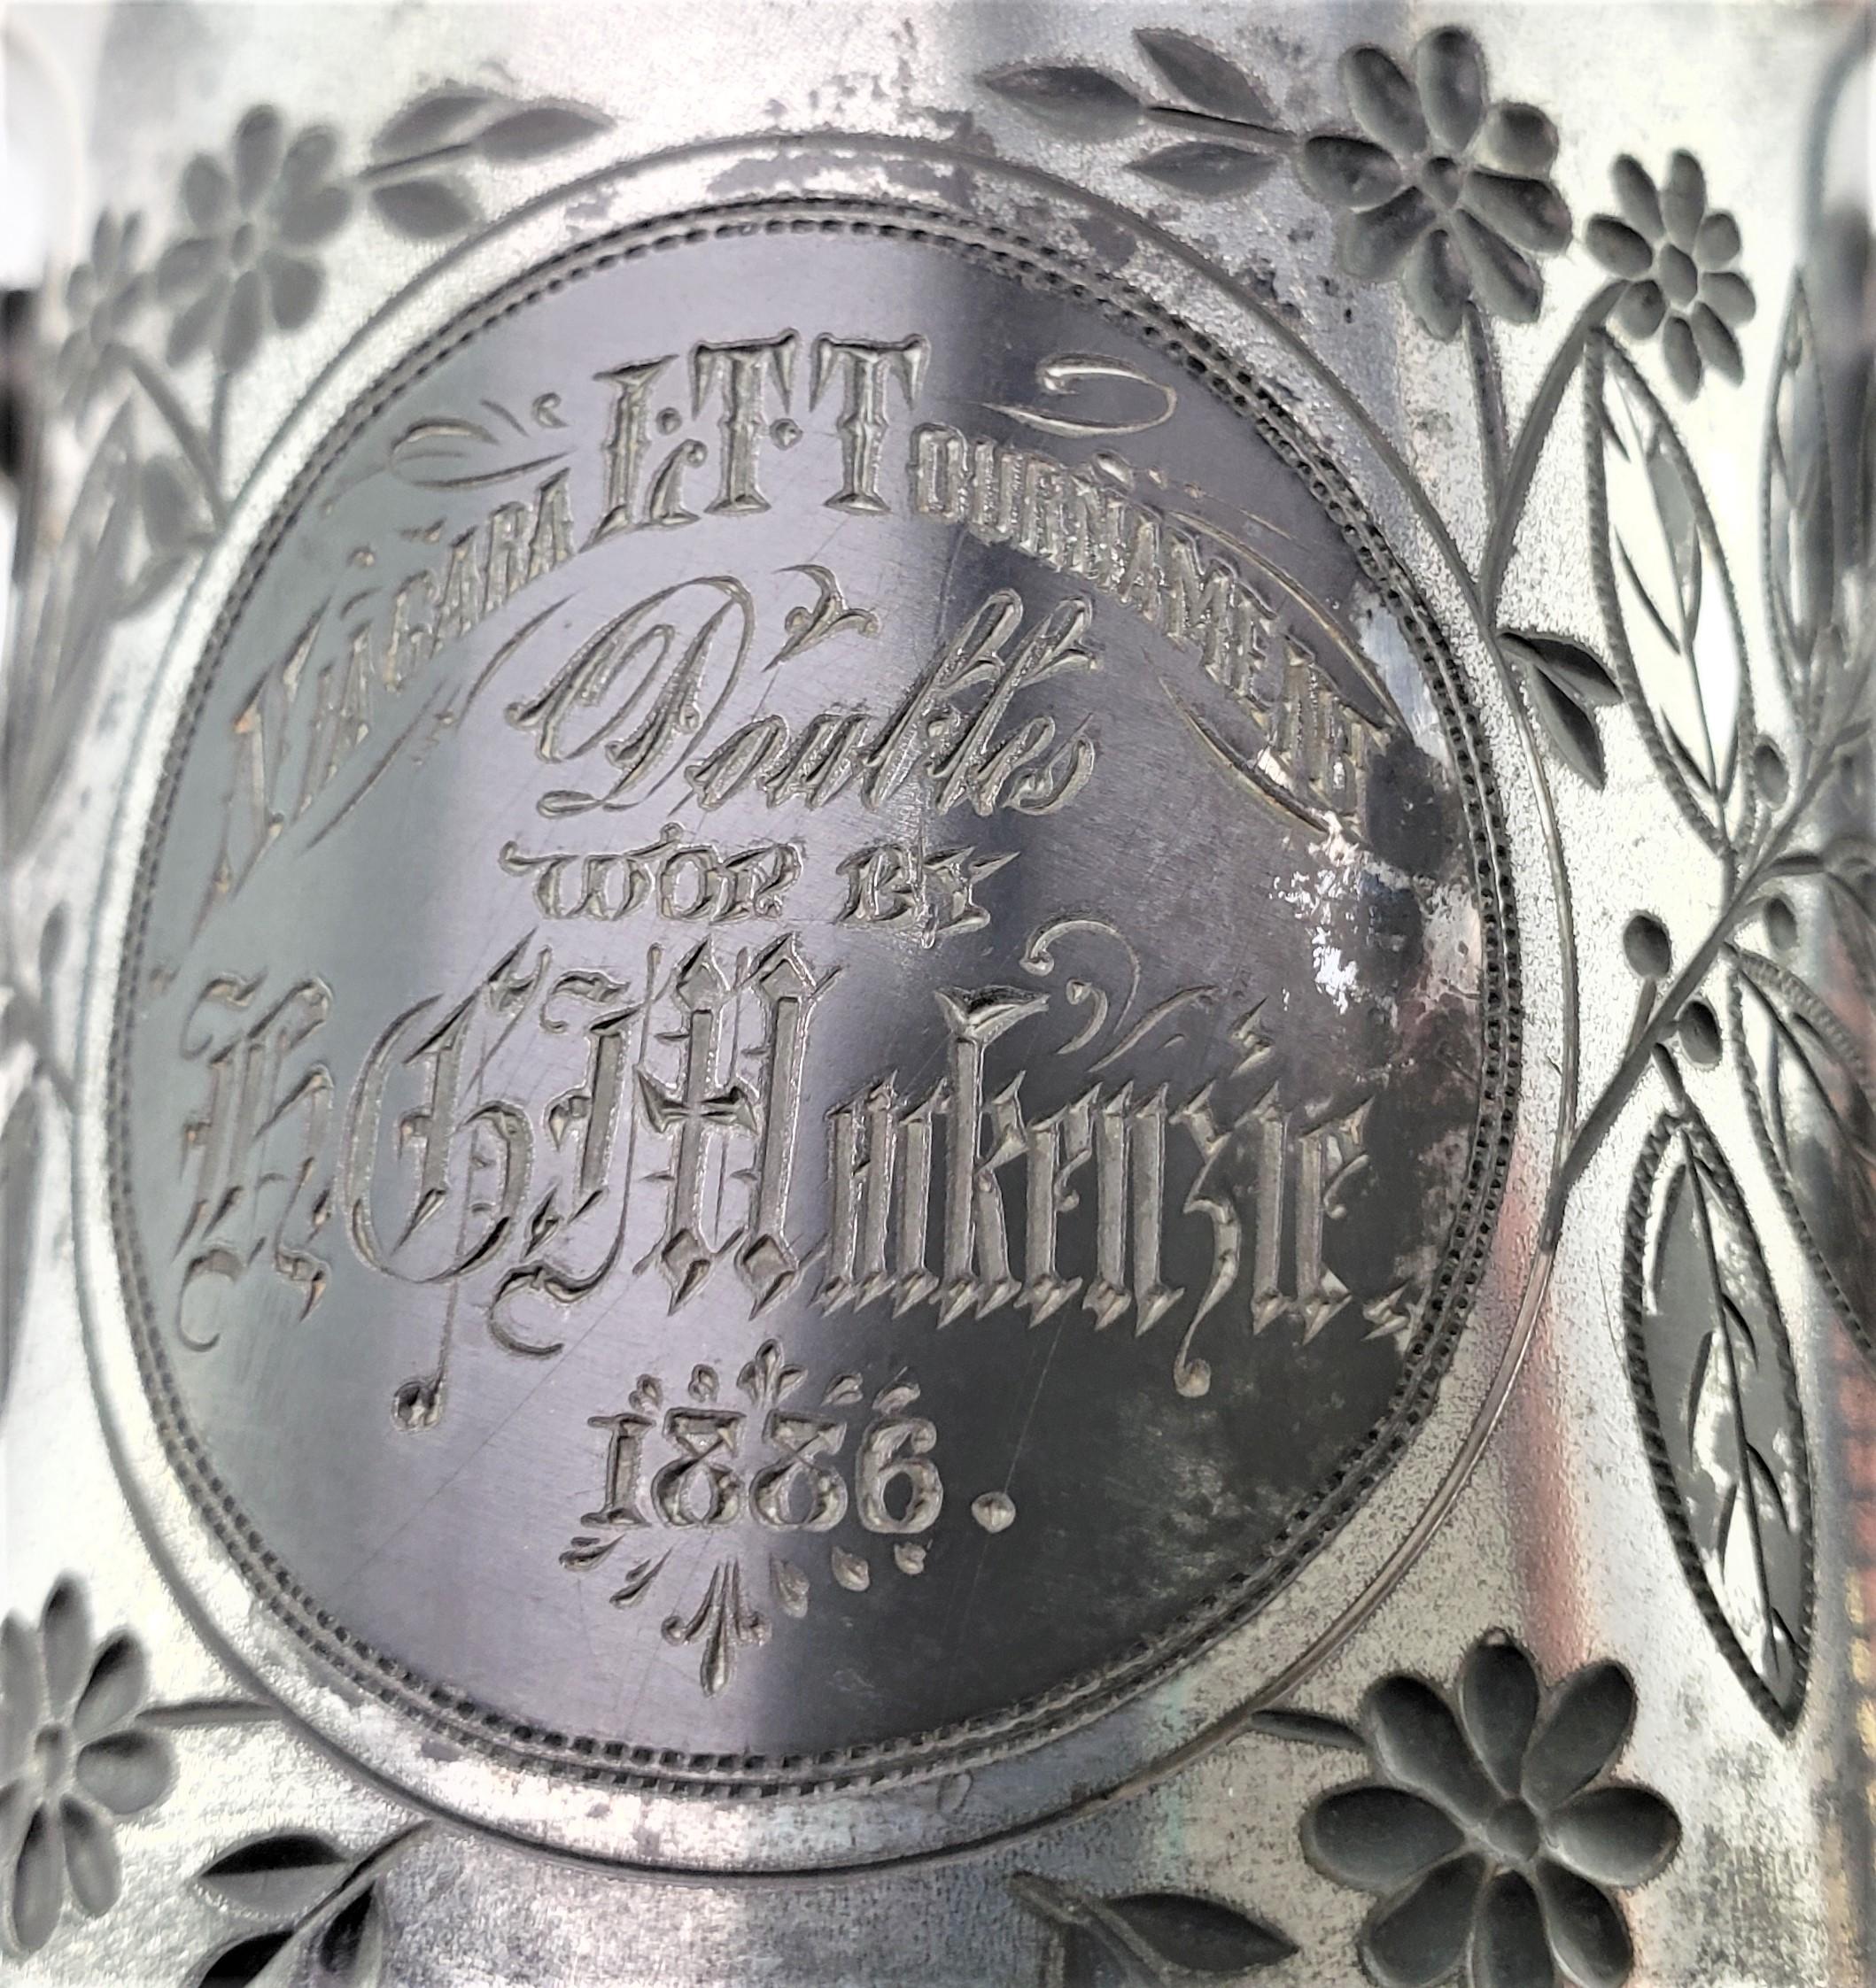 NIAGARA L.T. TOURNAMENT
Doubles
WON BY
H G Mackenzie.
1886.